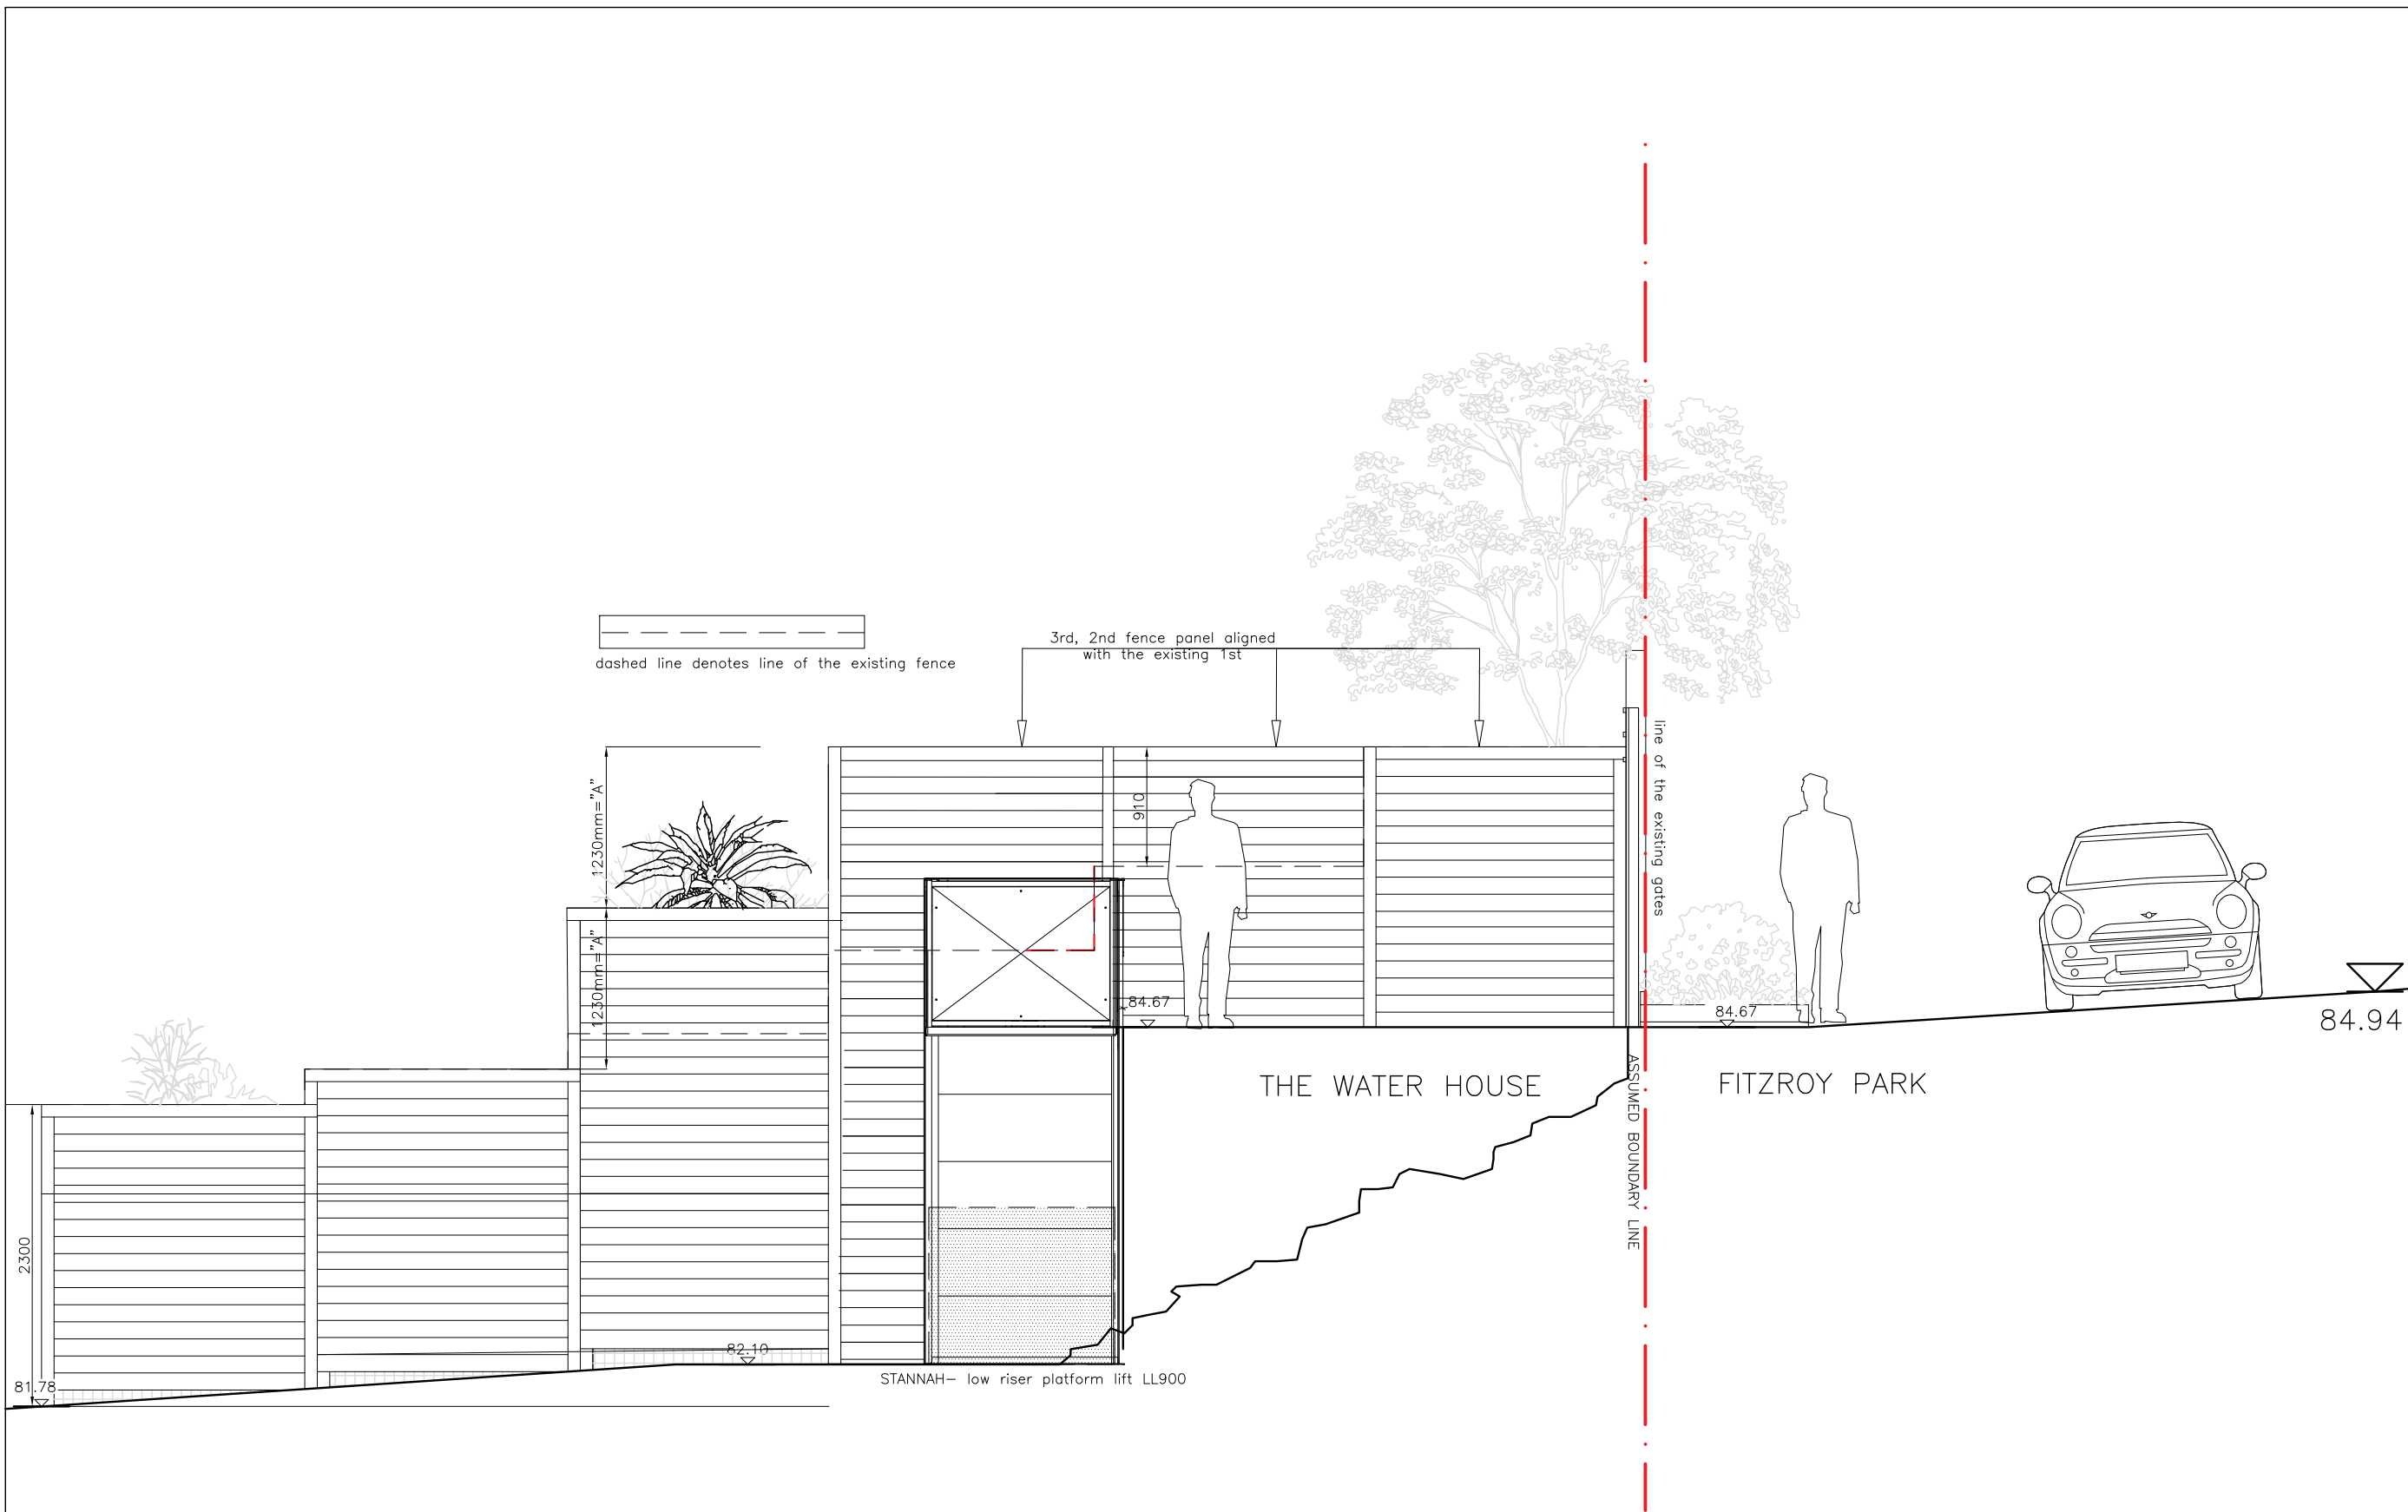 dashed line denotes line of the existing fence
3rd, 2nd fence panel aligned
with the existing 1st
line of the existing gates
1230mm="A"
910
1230mm="A"
84.67
84.67
84.94
THE WATER HOUSE
ASSUMED BOUNDARY LINE
FITZROY PARK
2300
82.10
81.78
STANNAH– low riser platform lift LL900